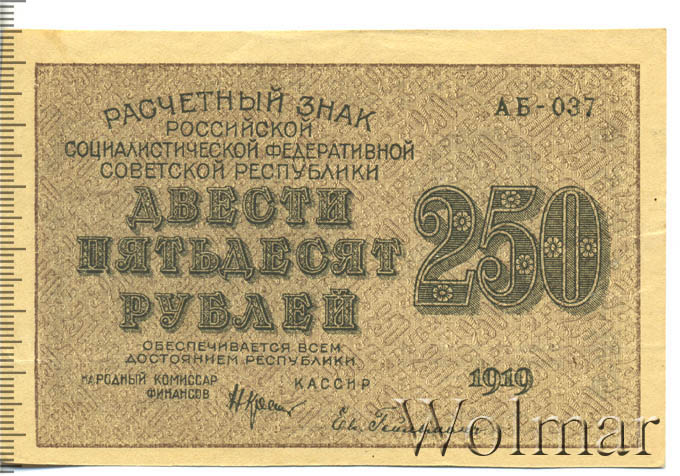 АБ-037
РАСЧЕТНЫЙ ЗНАК
РОССИЙСКОЙ
СОЦИАЛИСТИЧЕСКОЙ ФЕДЕРАТИВНОЙ
СОВЕТСКОЙ РЕСПУБЛИКИ
ДВЕСТИ
ПЯТЬДЕСЯТ
РУБЛЕЙ
250
ОБЕСПЕЧИВАЕТСЯ ВСЕМ
ДОСТОЯНИЕМ РЕСПУБЛИКИ
НАРОДНЫЙ КОМИССАР
ФИНАНСОВ
КАССИР
1919
Wolmar